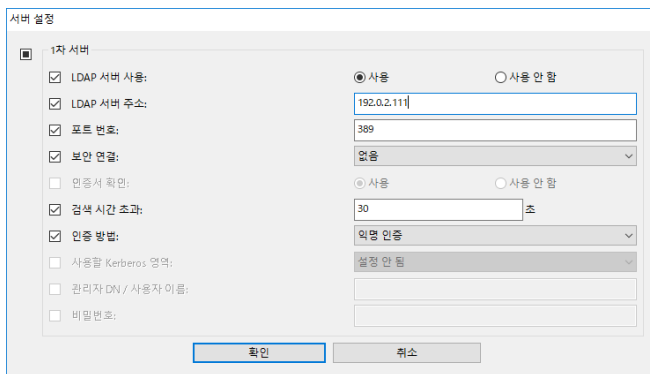 서버 설정
1차 서버
LDAP 서버 사용: 사용 사용 안 함
LDAP 서버 주소: 192.0.2.111
포트 번호: 389
보안 연결: 없음
인증서 확인: 사용 사용 안 함
검색 시간 초과: 30 초
인증 방법: 익명 인증
사용할 Kerberos 영역: 설정 안 됨
관리자 DN / 사용자 이름:
비밀번호:
확인 취소